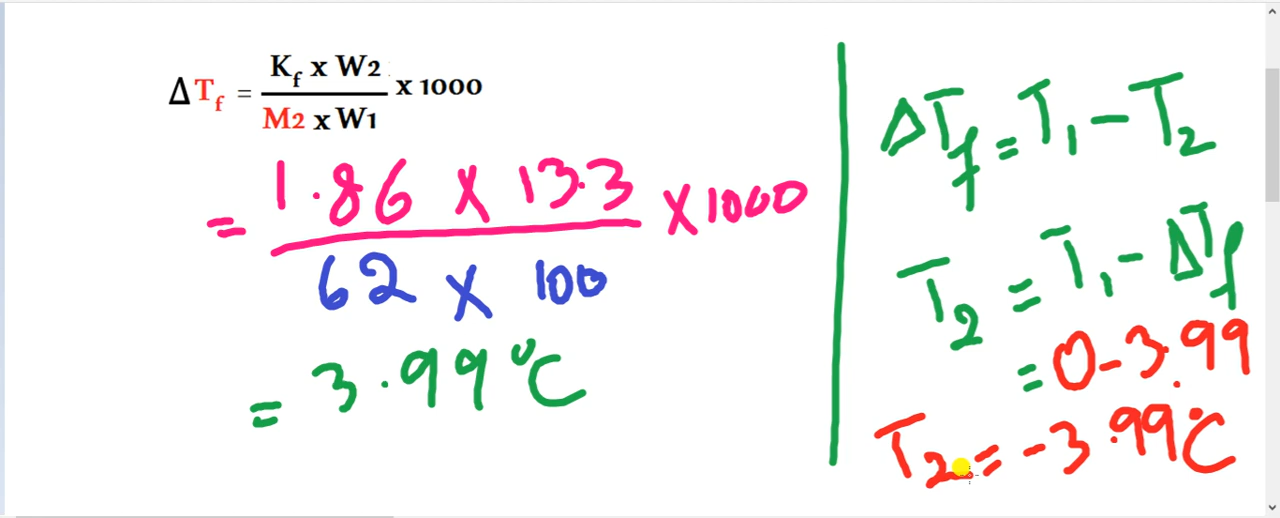 ΔTf = Kf x W2 / M2 x W1 x 1000
= 1.86 x 13.3 / 62 x 100 x 1000
= 3.99°C
ΔTf = T1 - T2
T2 = T1 - ΔTf
= 0 - 3.99
T2 = -3.99°C